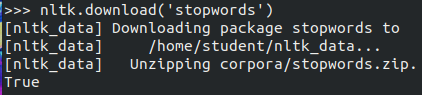 >>> nltk.download('stopwords')
[nltk_data] Downloading package stopwords to
[nltk_data]     /home/student/nltk_data...
[nltk_data]   Unzipping corpora/stopwords.zip.
True